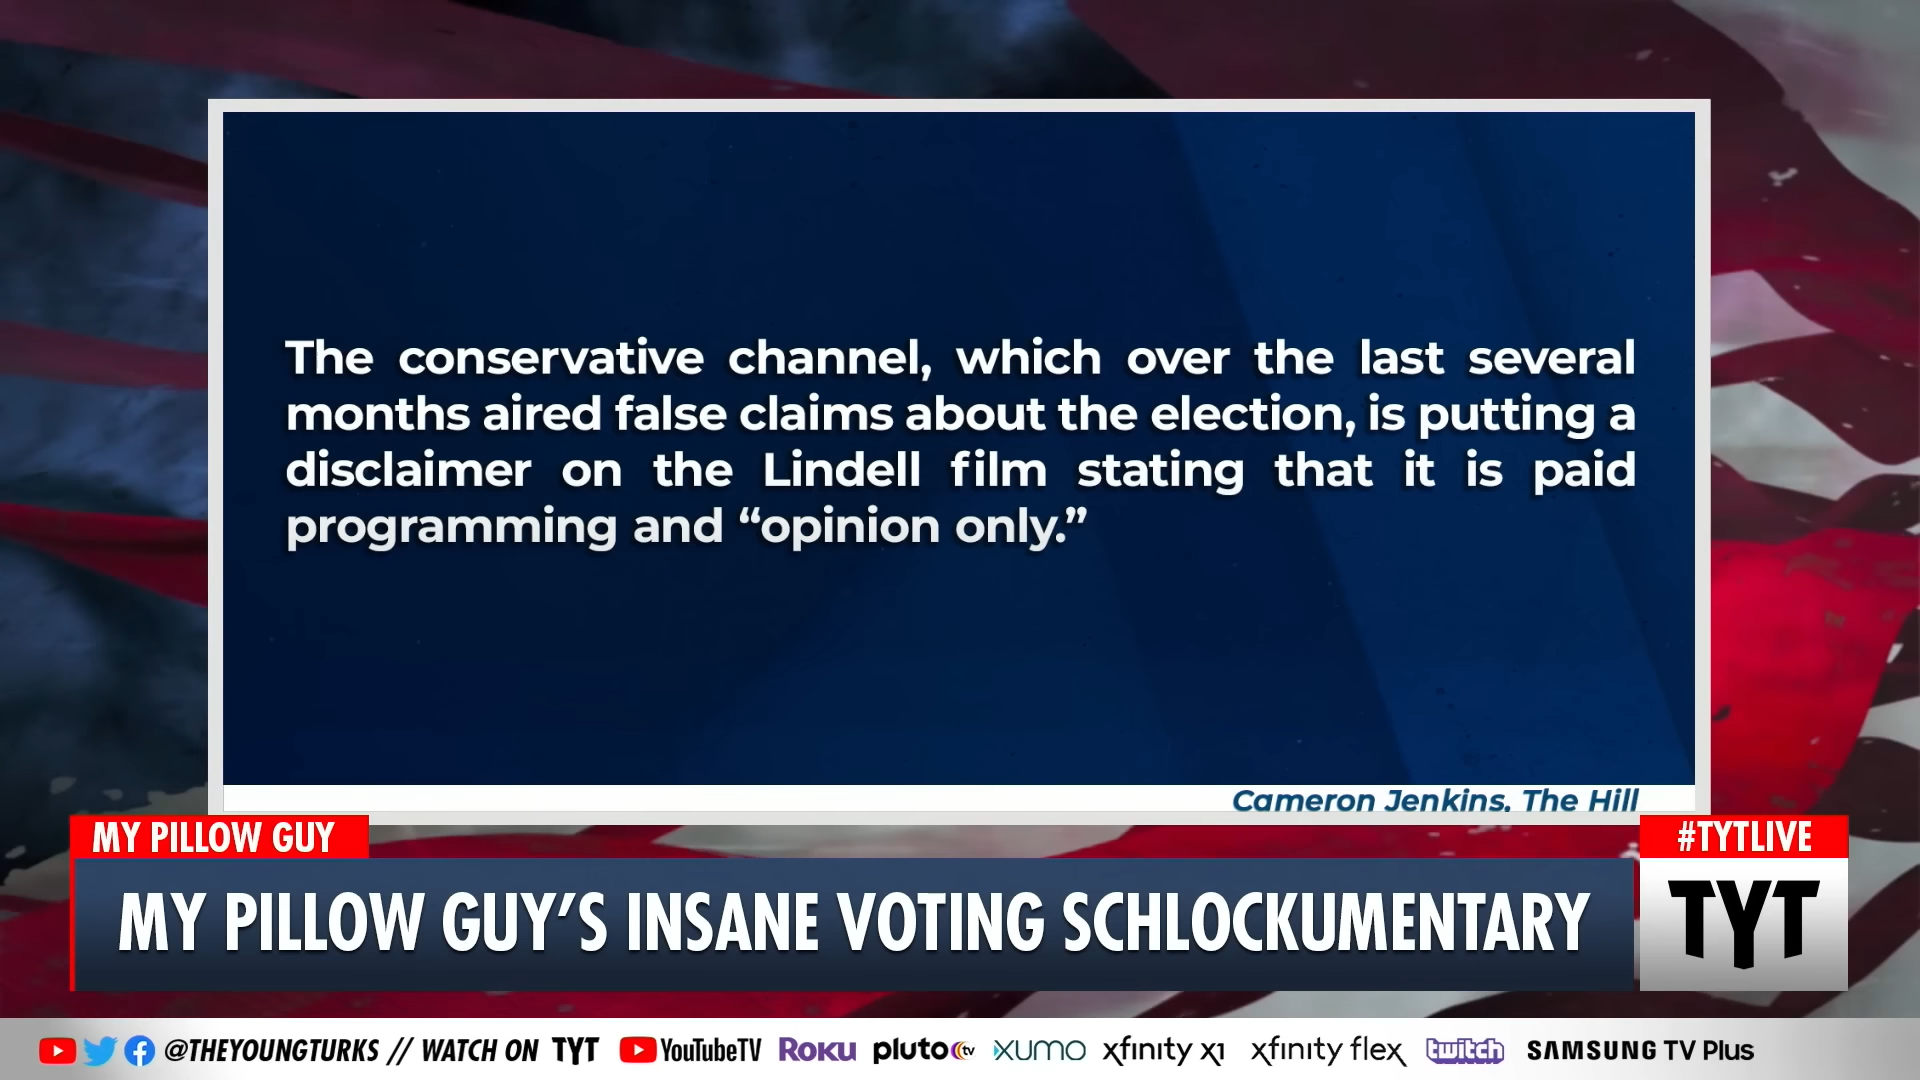 The conservative channel, which over the last several
months aired false claims about the election, is putting a
disclaimer on the Lindell film stating that it is paid
programming and “opinion only.”
Cameron Jenkins, The Hill
MY PILLOW GUY
#TYTLIVE
MY PILLOW GUY’S INSANE VOTING SCHLOCKUMENTARY
TYT
@THEYOUNGTURKS // WATCH ON TYT YouTubeTV ROKU pluto tv XUMO xfinity x1 xfinity flex twitch SAMSUNG TV Plus